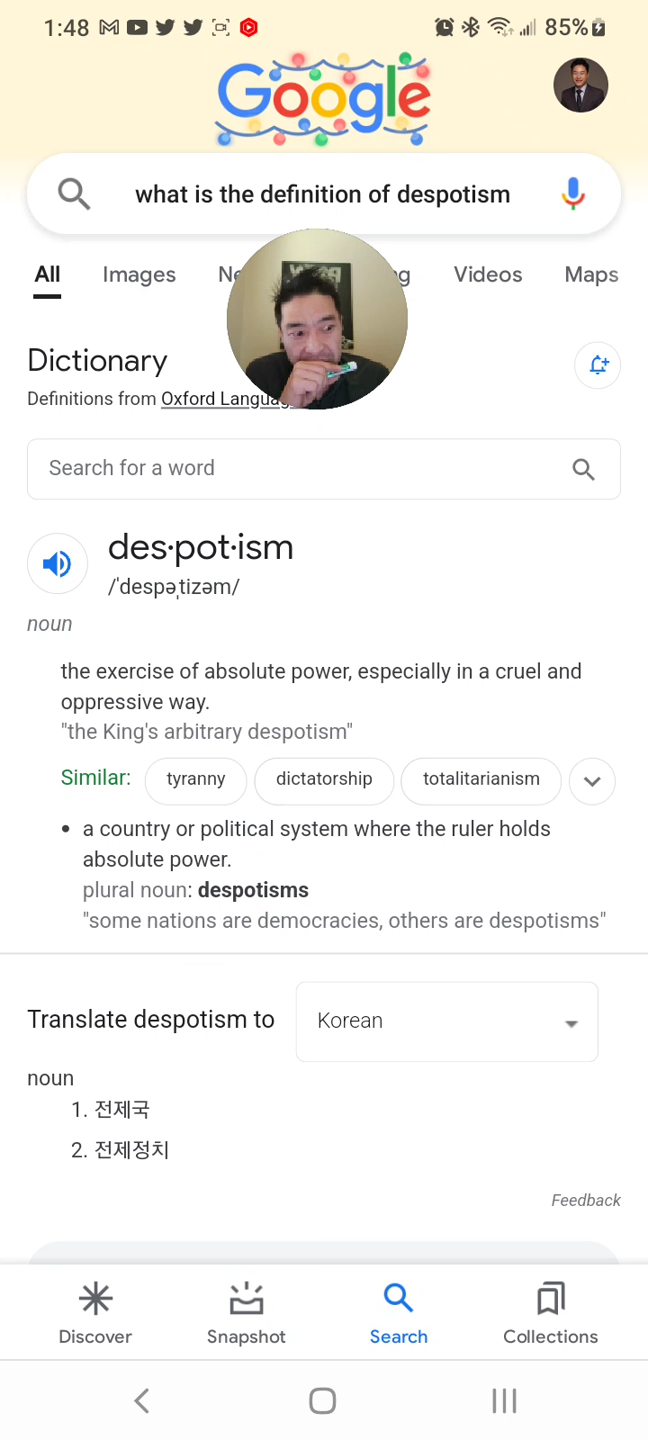 1:48 85%
Google
what is the definition of despotism
All Images Videos Maps
Dictionary
Definitions from Oxford
Search for a word
des·pot·ism
/ˈdespəˌtizəm/
noun
the exercise of absolute power, especially in a cruel and
oppressive way.
"the King's arbitrary despotism"
Similar: tyranny dictatorship totalitarianism
• a country or political system where the ruler holds
absolute power.
plural noun: despotisms
"some nations are democracies, others are despotisms"
Translate despotism to Korean
noun
1. 전제국
2. 전제정치
Feedback
Discover Snapshot Search Collections